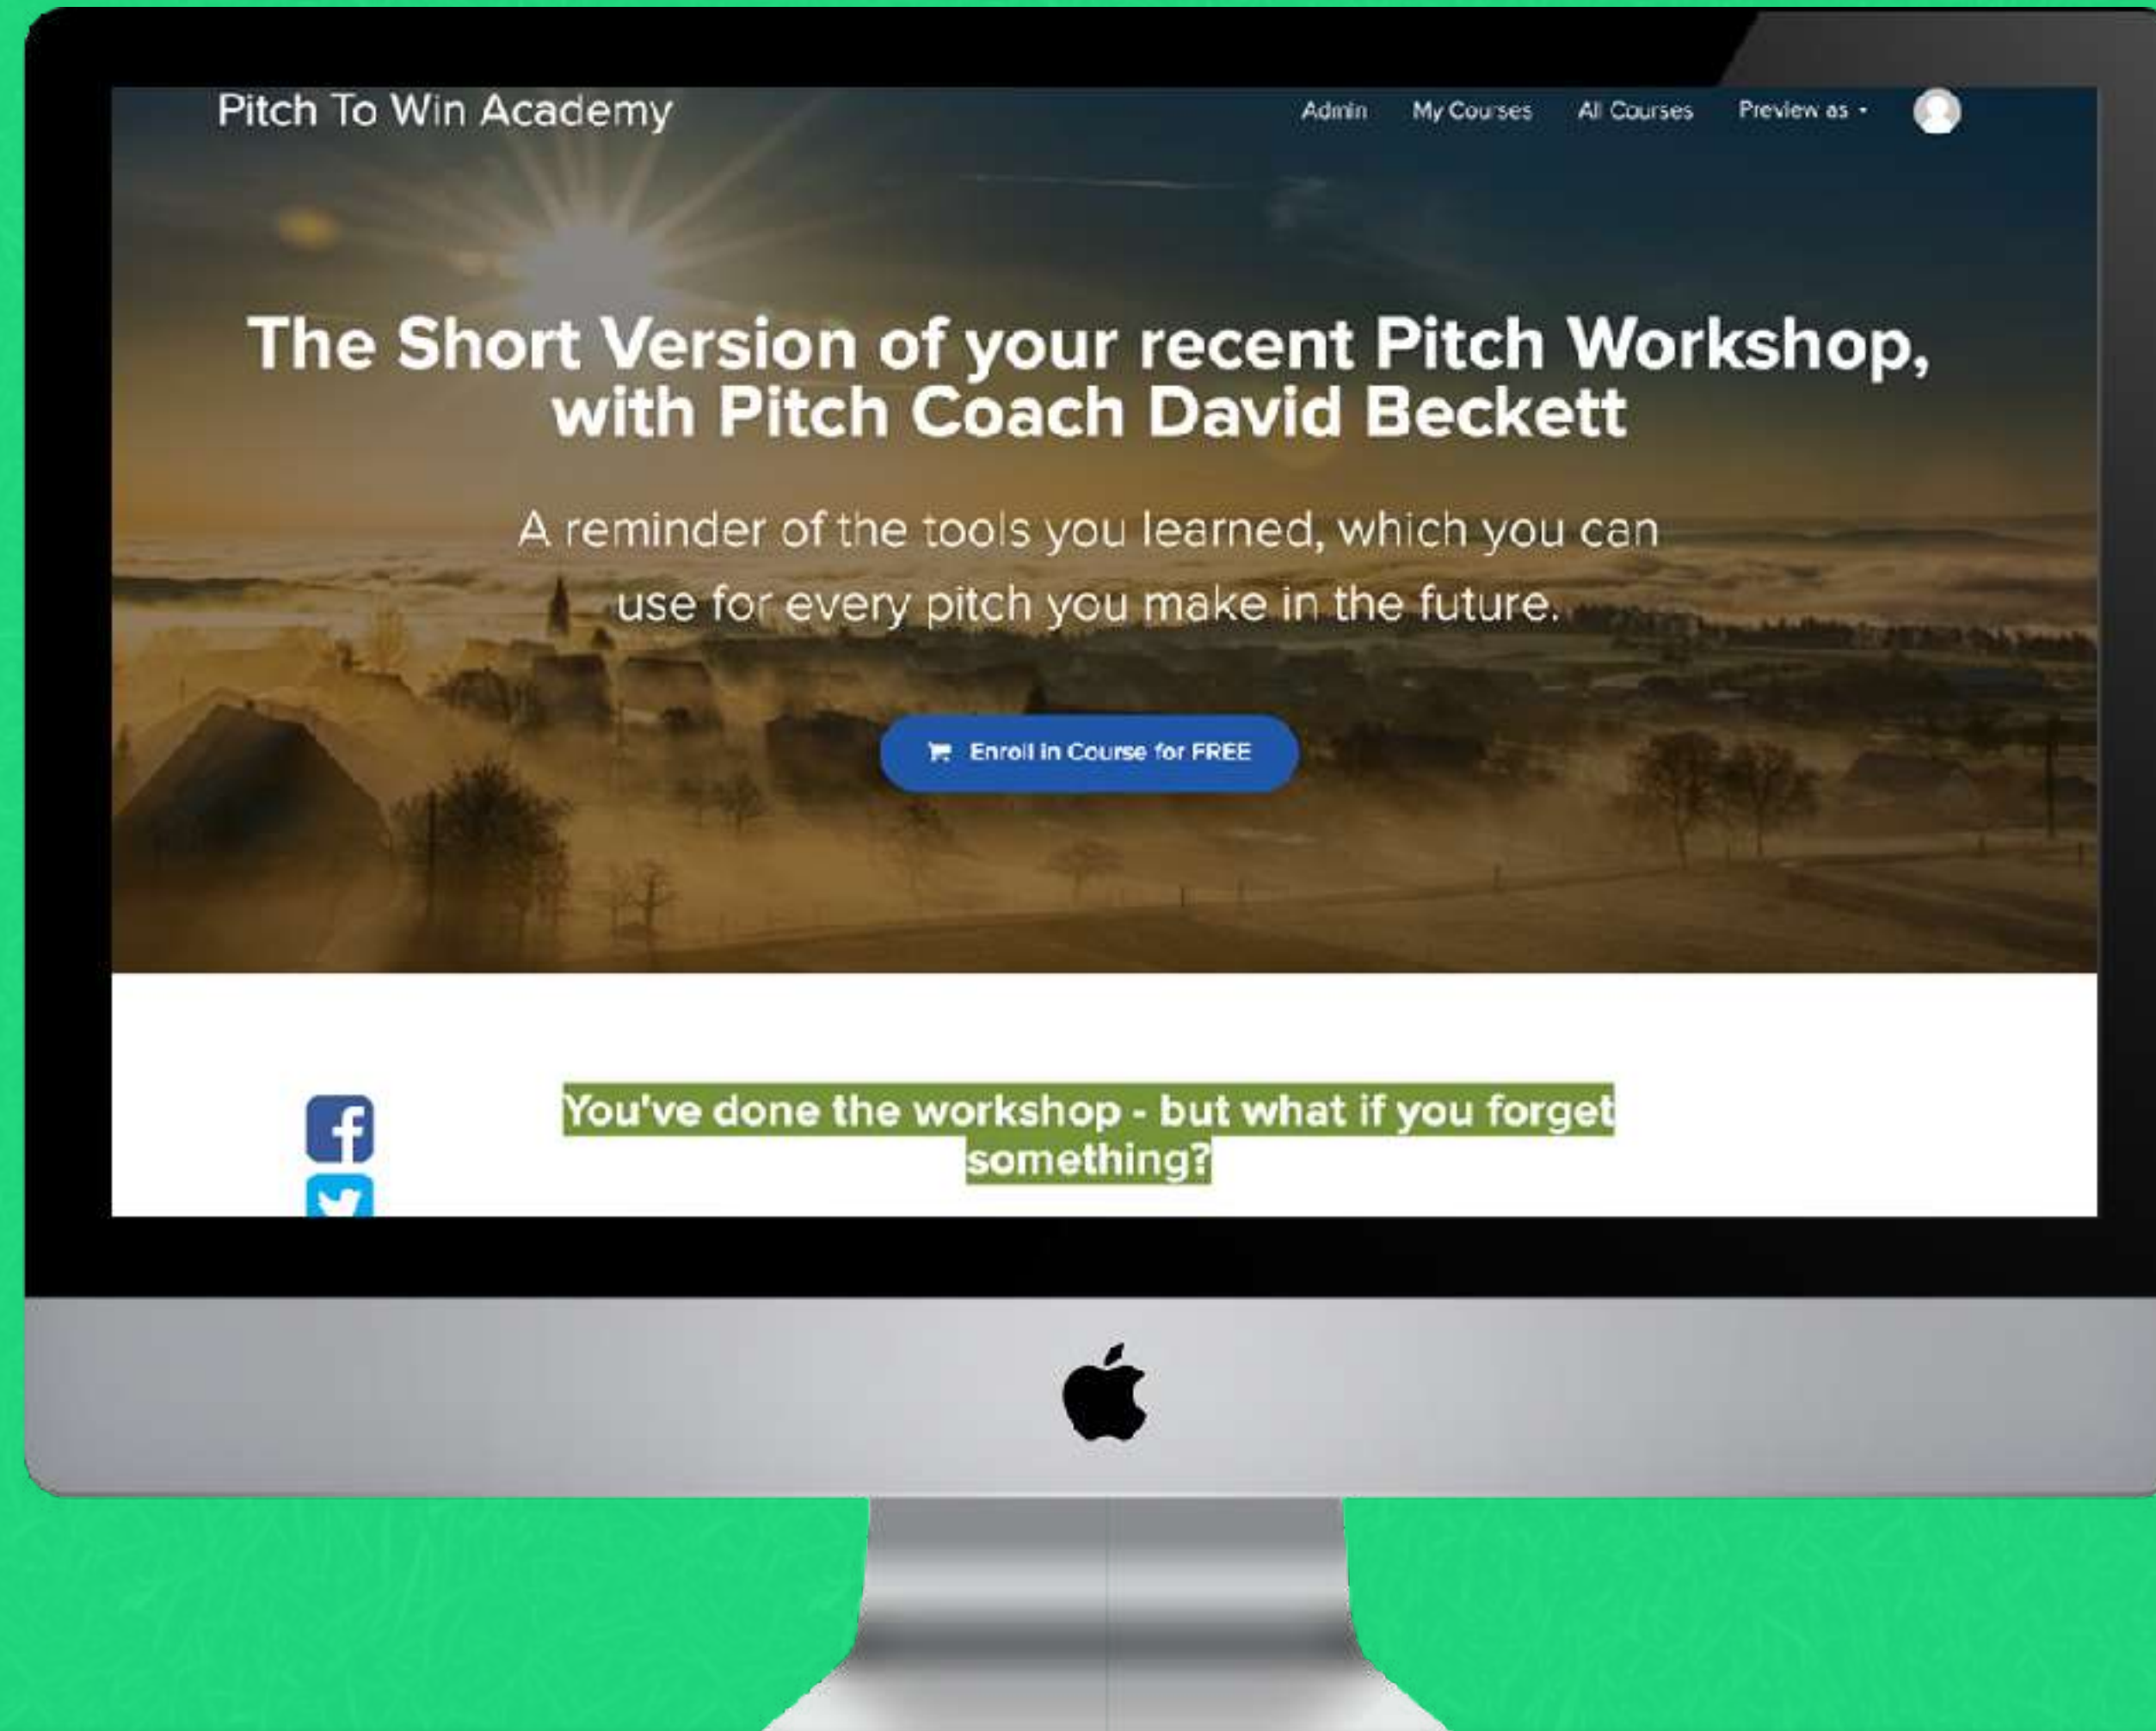 Pitch To Win Academy
Admin My Courses All Courses Preview as
The Short Version of your recent Pitch Workshop,
with Pitch Coach David Beckett
A reminder of the tools you learned, which you can
use for every pitch you make in the future.
Enroll in Course for FREE
You've done the workshop - but what if you forget
something?